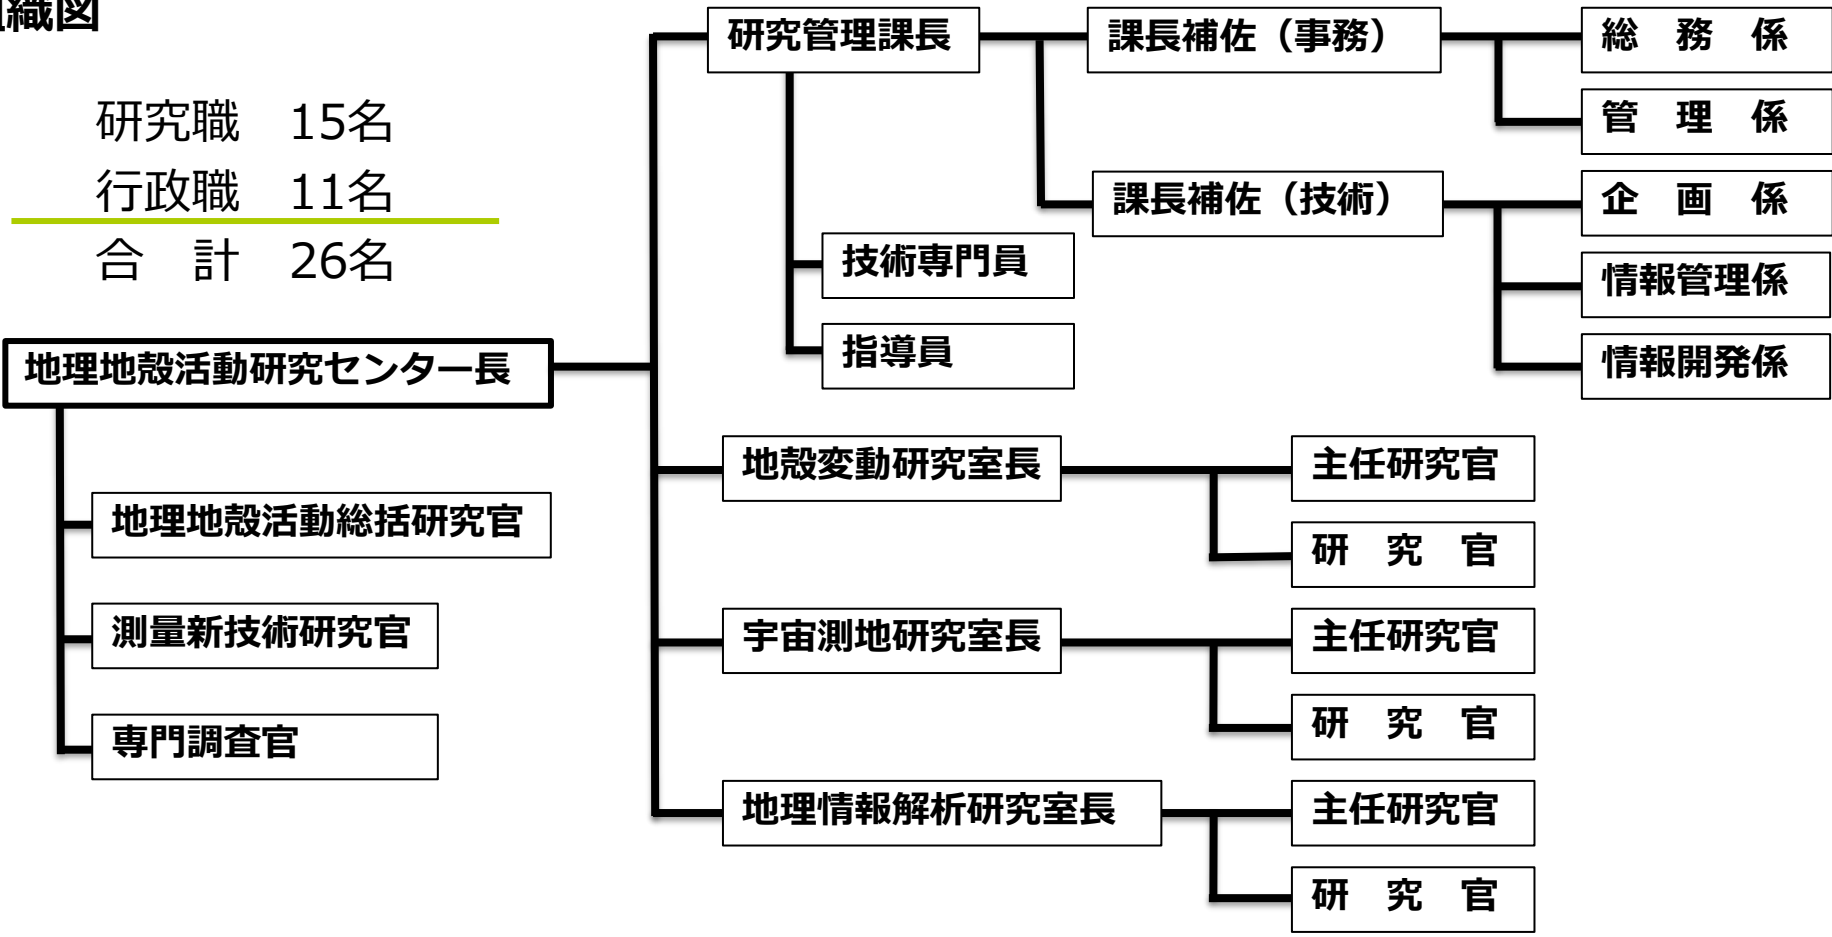 組織図
研究職　15名
行政職　11名
合　計　26名
地理地殻活動研究センター長
地理地殻活動総括研究官
測量新技術研究官
専門調査官
研究管理課長
技術専門員
指導員
課長補佐（事務）
総　務　係
管　理　係
課長補佐（技術）
企　画　係
情報管理係
情報開発係
地殻変動研究室長
主任研究官
研　究　官
宇宙測地研究室長
主任研究官
研　究　官
地理情報解析研究室長
主任研究官
研　究　官